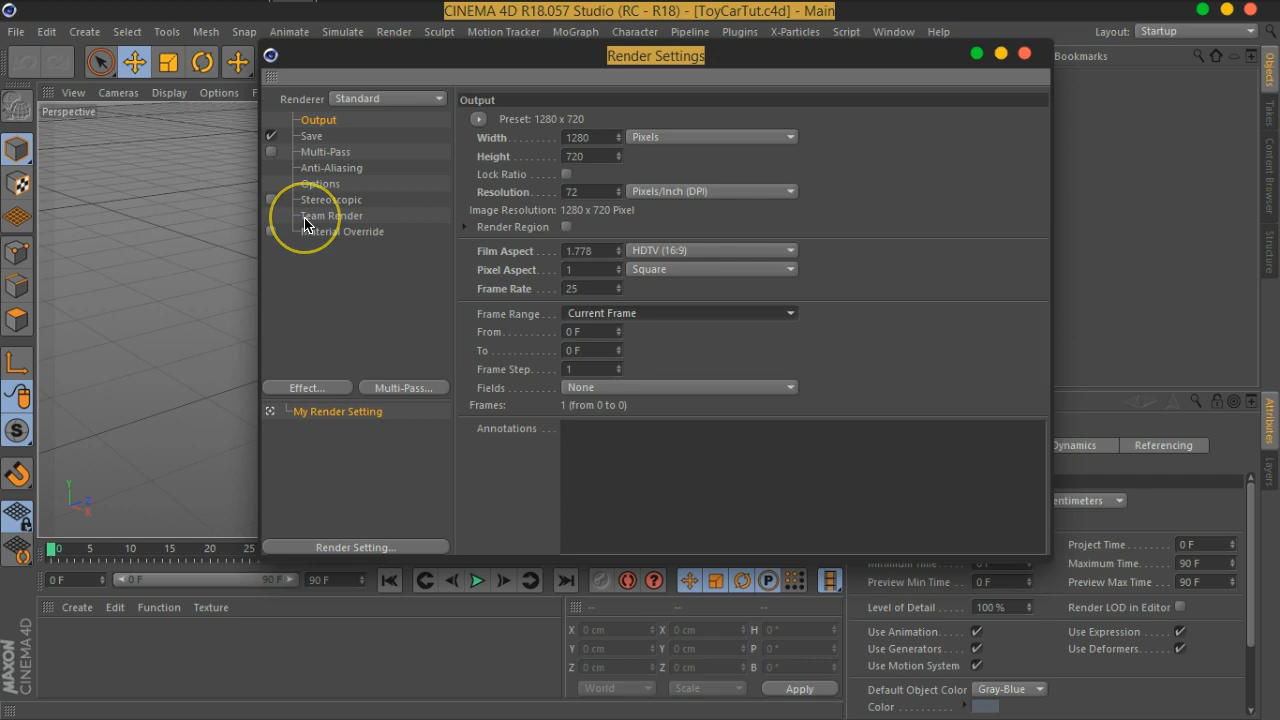 CINEMA 4D R18.057 Studio (RC - R18) - [ToyCarTut.c4d] - Main
File Edit Create Select Tools Mesh Snap Animate Simulate Render Sculpt Motion Tracker MoGraph Character Pipeline Plugins X-Particles Script Window Help Layout: Startup
Render Settings
Bookmarks
View Cameras Display Options
Perspective
Renderer Standard
Output
Save
Multi-Pass
Anti-Aliasing
Options
Stereoscopic
Team Render
Material Override
Effect... Multi-Pass...
My Render Setting
Render Setting...
Output
Preset: 1280 x 720
Width 1280 Pixels
Height 720
Lock Ratio
Resolution 72 Pixels/Inch (DPI)
Image Resolution: 1280 x 720 Pixel
Render Region
Film Aspect 1.778 HDTV (16:9)
Pixel Aspect 1 Square
Frame Rate 25
Frame Range Current Frame
From 0 F
To 0 F
Frame Step 1
Fields None
Frames: 1 (from 0 to 0)
Annotations
Objects
Takes
Content Browser
Structure
Attributes
Layers
Dynamics Referencing
entimeters
Project Time 0 F
Maximum Time 90 F
Preview Min Time 0 F Preview Max Time 90 F
Level of Detail 100 % Render LOD in Editor
Use Animation Use Expression
Use Generators Use Deformers
Use Motion System
Default Object Color Gray-Blue
Color
0 5 10 15 20 25
0 F 0 F 90 F 90 F
Create Edit Function Texture
-- -- --
X 0 cm X 0 cm H 0 °
Y 0 cm Y 0 cm P 0 °
Z 0 cm Z 0 cm B 0 °
World Scale Apply
MAXON CINEMA 4D